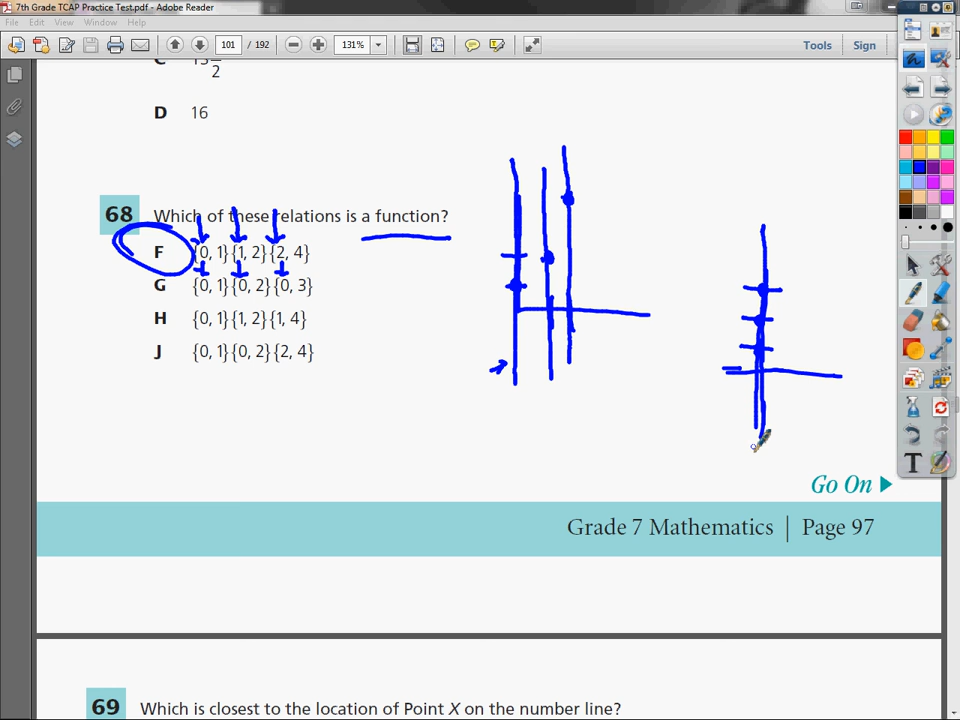 7th Grade TCAP Practice Test.pdf - Adobe Reader
File Edit View Window Help
101 / 192 131% Tools Sign
2
D 16
68 Which of these relations is a function?
F {0, 1}{1, 2}{2, 4}
G {0, 1}{0, 2}{0, 3}
H {0, 1}{1, 2}{1, 4}
J {0, 1}{0, 2}{2, 4}
T
Go On
Grade 7 Mathematics | Page 97
69 Which is closest to the location of Point X on the number line?